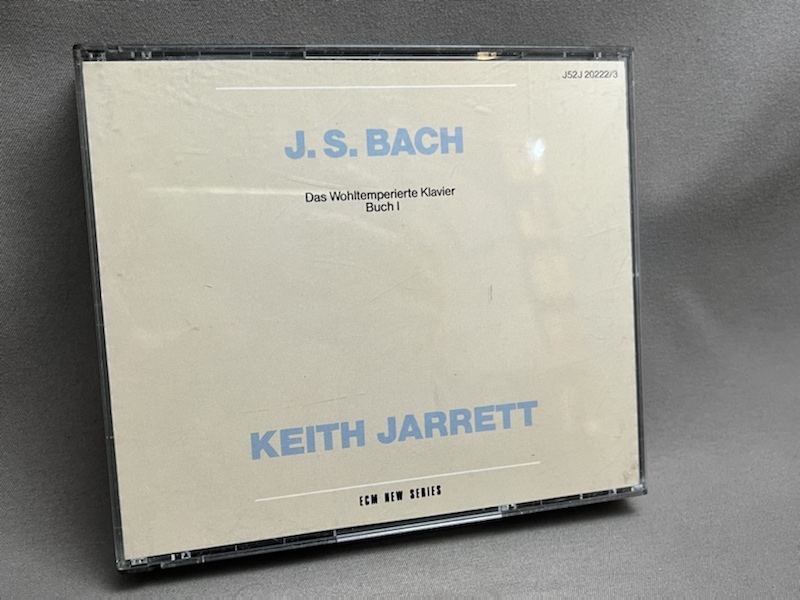 J52J 20222/3
J. S. BACH
Das Wohltemperierte Klavier
Buch I
KEITH JARRETT
ECM NEW SERIES